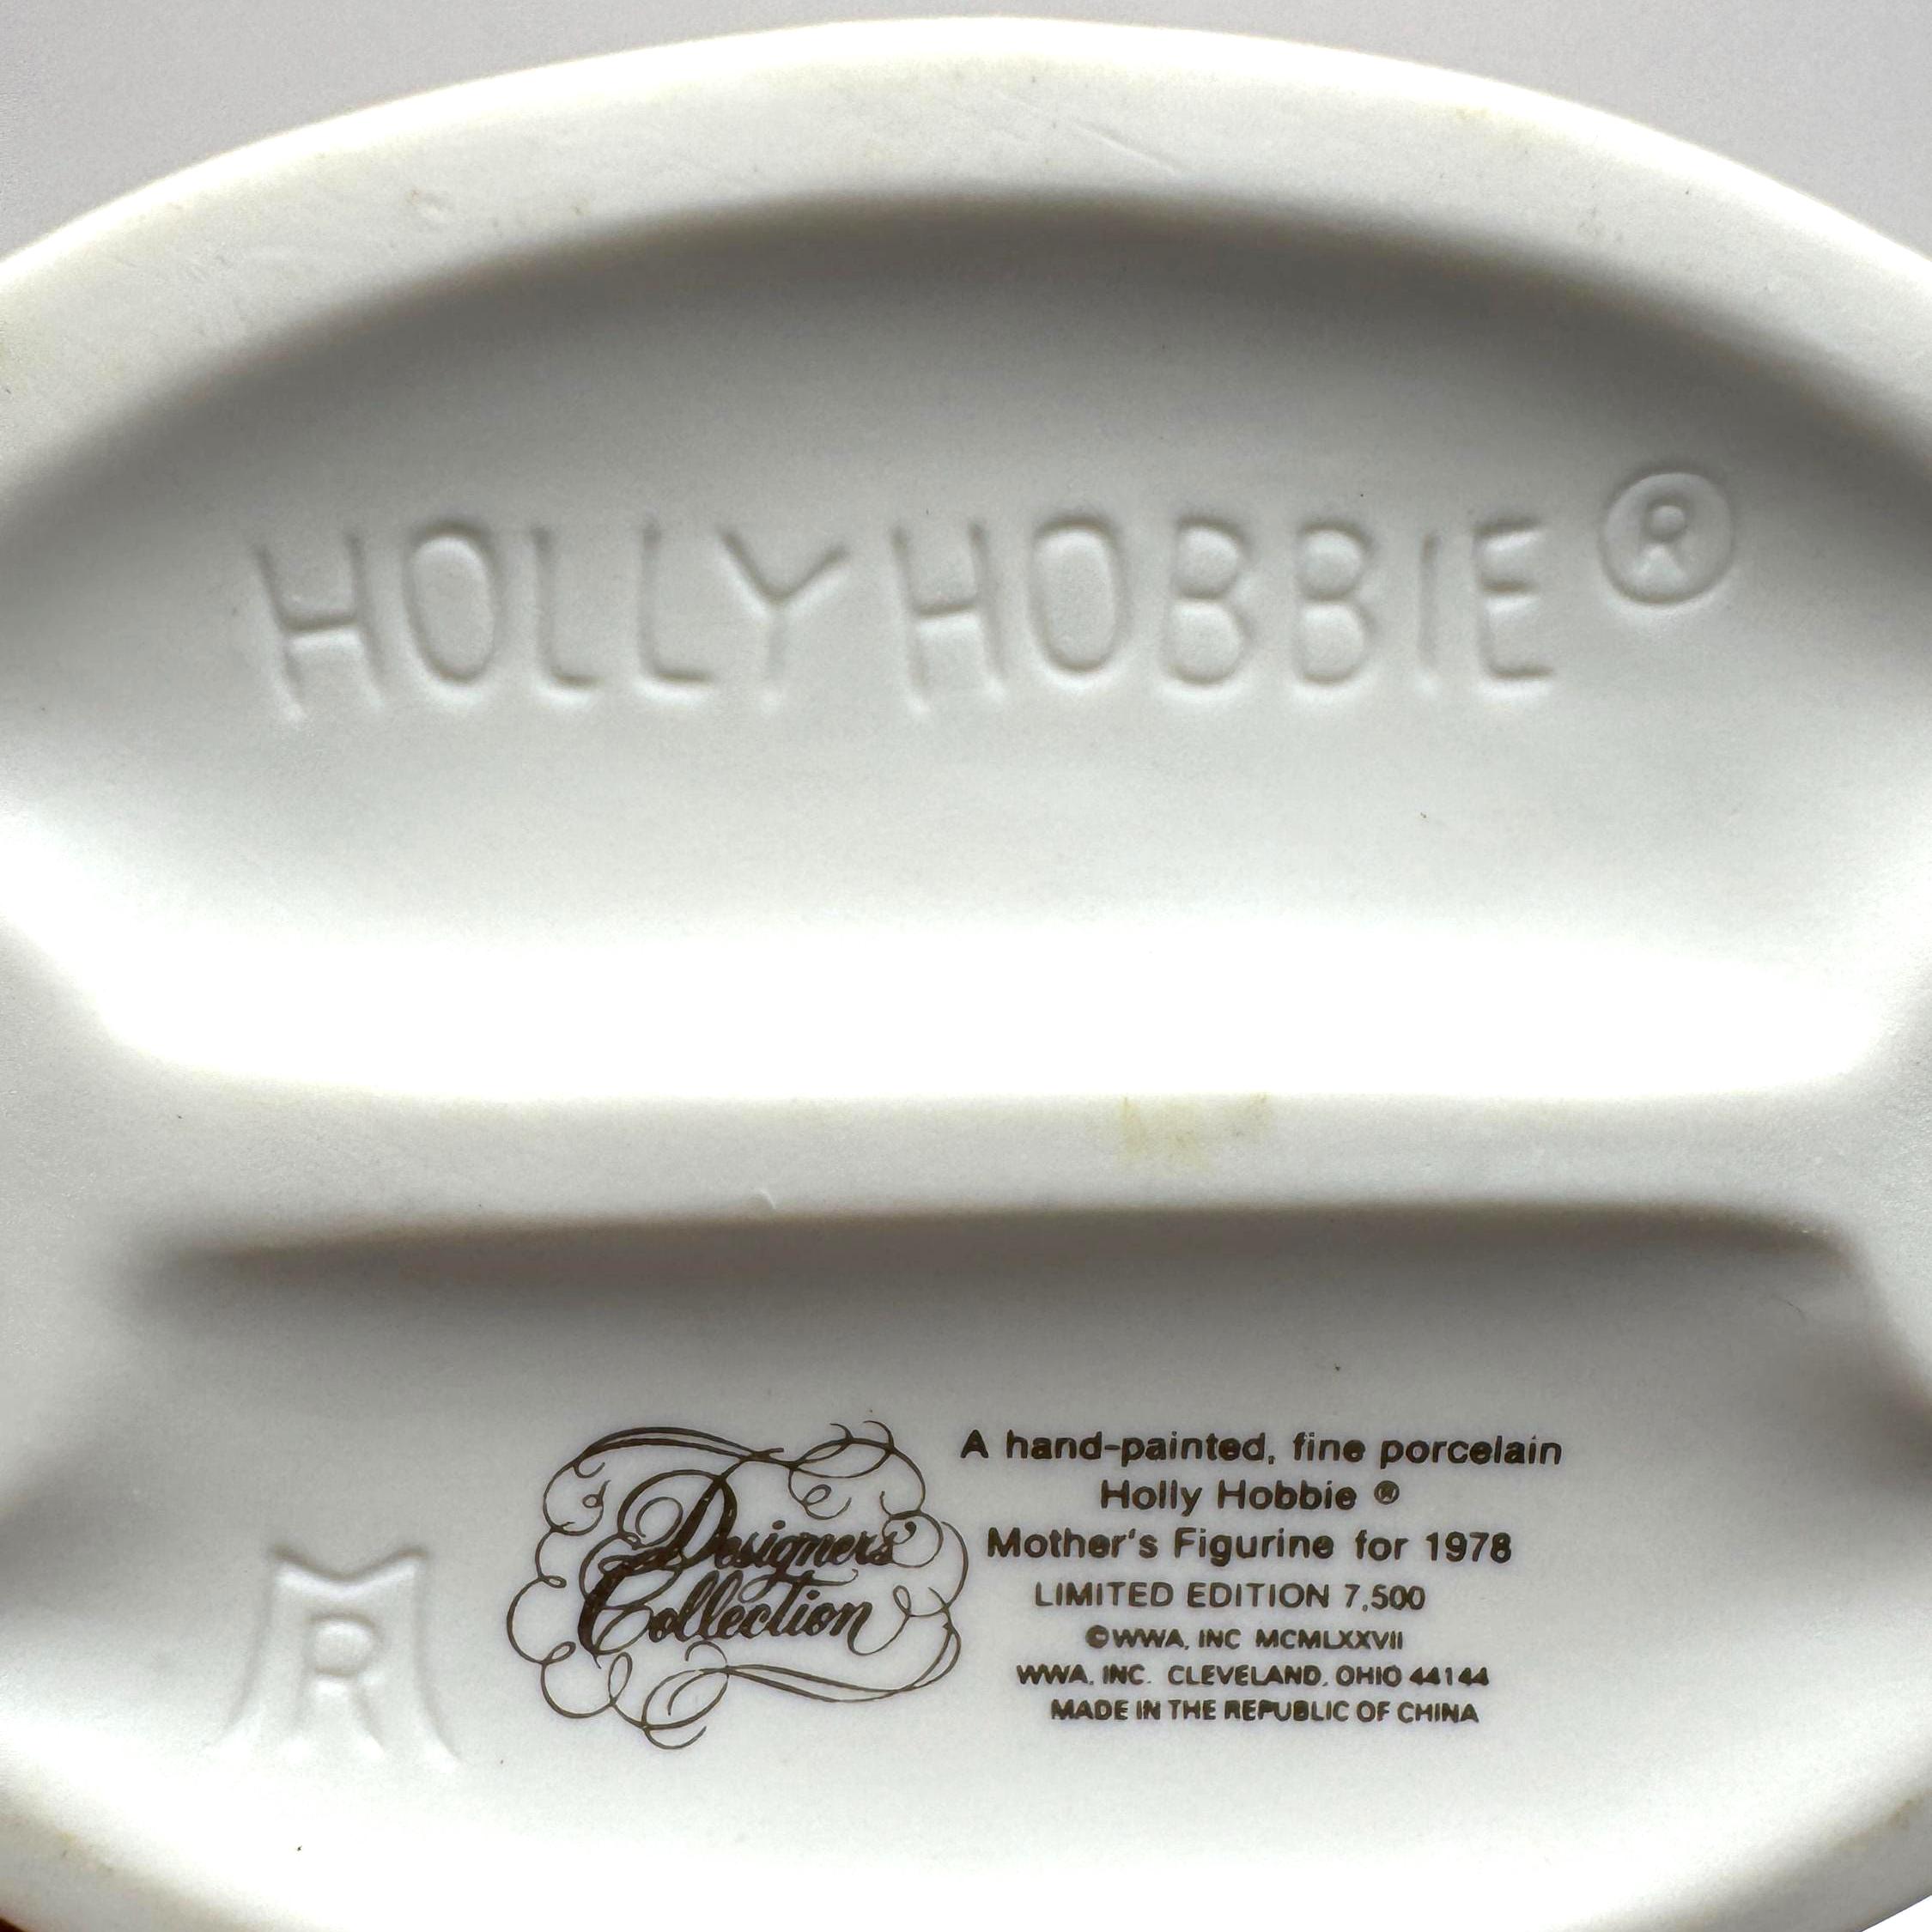 HOLLY HOBBIE ®
R
Designers'
Collection
A hand-painted, fine porcelain
Holly Hobbie ®
Mother's Figurine for 1978
LIMITED EDITION 7,500
©WWA, INC MCMLXXVII
WWA, INC. CLEVELAND, OHIO 44144
MADE IN THE REPUBLIC OF CHINA